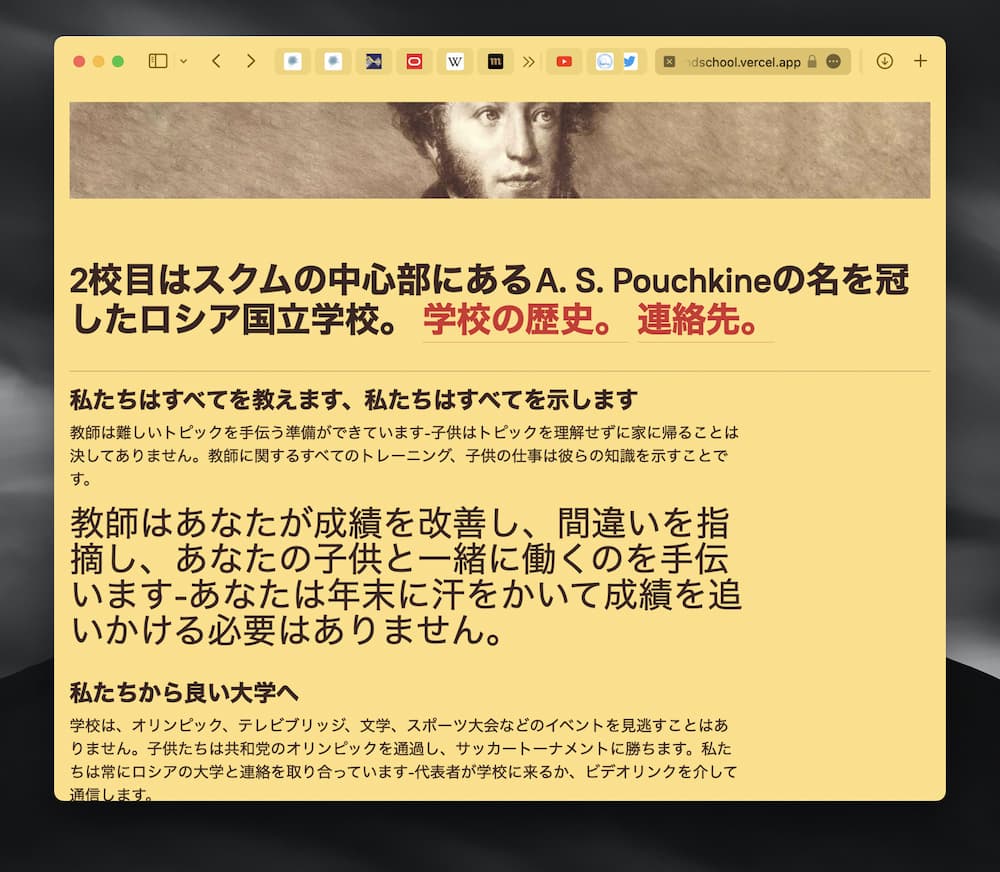 ndschool.vercel.app
2校目はスクムの中心部にあるA. S. Pouchkineの名を冠
したロシア国立学校。 学校の歴史。 連絡先。
私たちはすべてを教えます、私たちはすべてを示します
教師は難しいトピックを手伝う準備ができています-子供はトピックを理解せずに家に帰ることは
決してありません。教師に関するすべてのトレーニング、子供の仕事は彼らの知識を示すことで
す。
教師はあなたが成績を改善し、間違いを指
摘し、あなたの子供と一緒に働くのを手伝
います-あなたは年末に汗をかいて成績を追
いかける必要はありません。
私たちから良い大学へ
学校は、オリンピック、テレビブリッジ、文学、スポーツ大会などのイベントを見逃すことはあ
りません。子供たちは共和党のオリンピックを通過し、サッカートーナメントに勝ちます。私た
ちは常にロシアの大学と連絡を取り合っています-代表者が学校に来るか、ビデオリンクを介して
通信します。